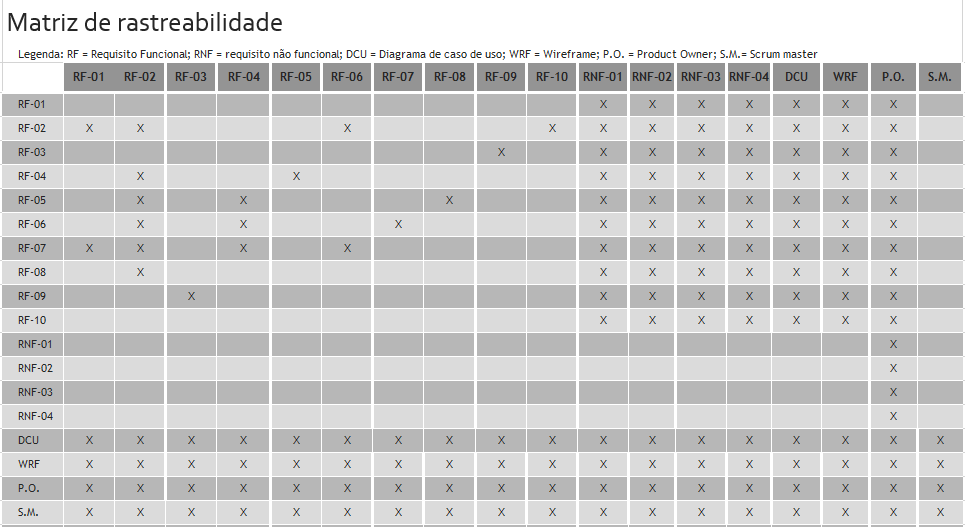 Matriz de rastreabilidade
Legenda: RF = Requisito Funcional; RNF = requisito não funcional; DCU = Diagrama de caso de uso; WRF = Wireframe; P.O. = Product Owner; S.M.= Scrum master
RF-01 RF-02 RF-03 RF-04 RF-05 RF-06 RF-07 RF-08 RF-09 RF-10 RNF-01 RNF-02 RNF-03 RNF-04 DCU WRF P.O. S.M.
RF-01 X X X X X X X
RF-02 X X X X X X X X X X X
RF-03 X X X X X X X X
RF-04 X X X X X X X X X
RF-05 X X X X X X X X X X
RF-06 X X X X X X X X X X
RF-07 X X X X X X X X X X X
RF-08 X X X X X X X X
RF-09 X X X X X X X X
RF-10 X X X X X X X
RNF-01 X
RNF-02 X
RNF-03 X
RNF-04 X
DCU X X X X X X X X X X X X X X X X X X
WRF X X X X X X X X X X X X X X X X X X
P.O. X X X X X X X X X X X X X X X X X X
S.M. X X X X X X X X X X X X X X X X X X